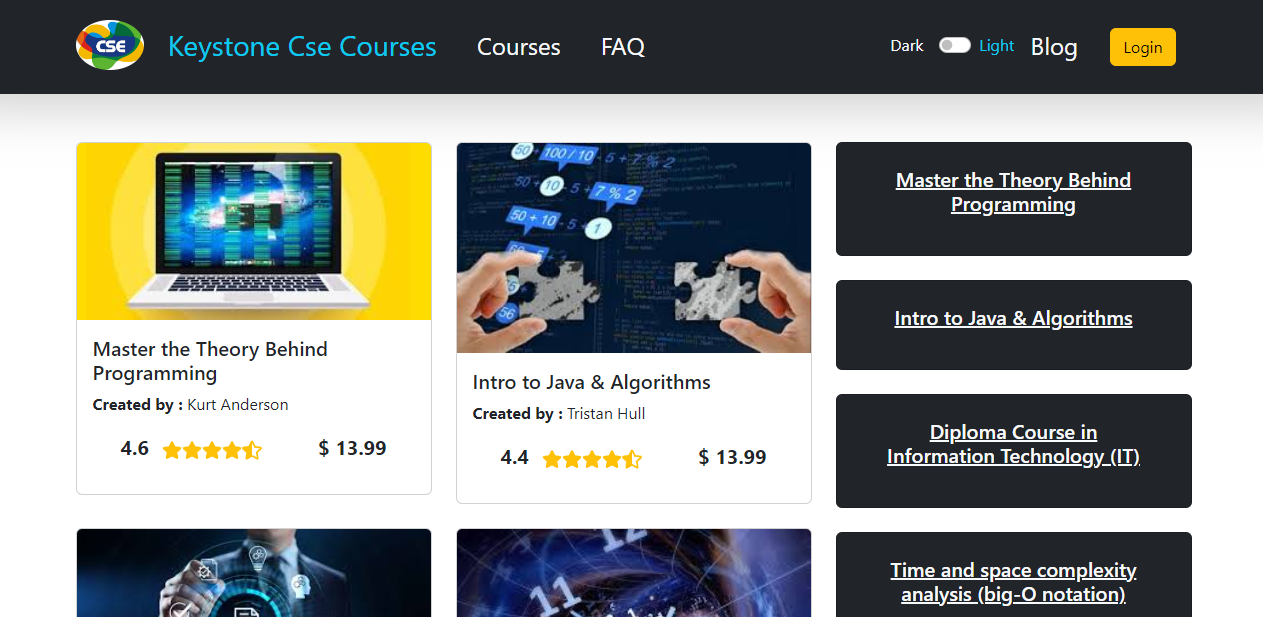 CSE
Keystone Cse Courses
Courses
FAQ
Dark
Light
Blog
Login
Master the Theory Behind
Programming
Created by : Kurt Anderson
4.6
$ 13.99
50
+
100 / 10
- 5 + 7 % 2
50 +
10
- 5 +
7 % 2
50 + 10
- 5 +
1
56
Intro to Java & Algorithms
Created by : Tristan Hull
4.4
$ 13.99
12
11
Master the Theory Behind
Programming
Intro to Java & Algorithms
Diploma Course in
Information Technology (IT)
Time and space complexity
analysis (big-O notation)